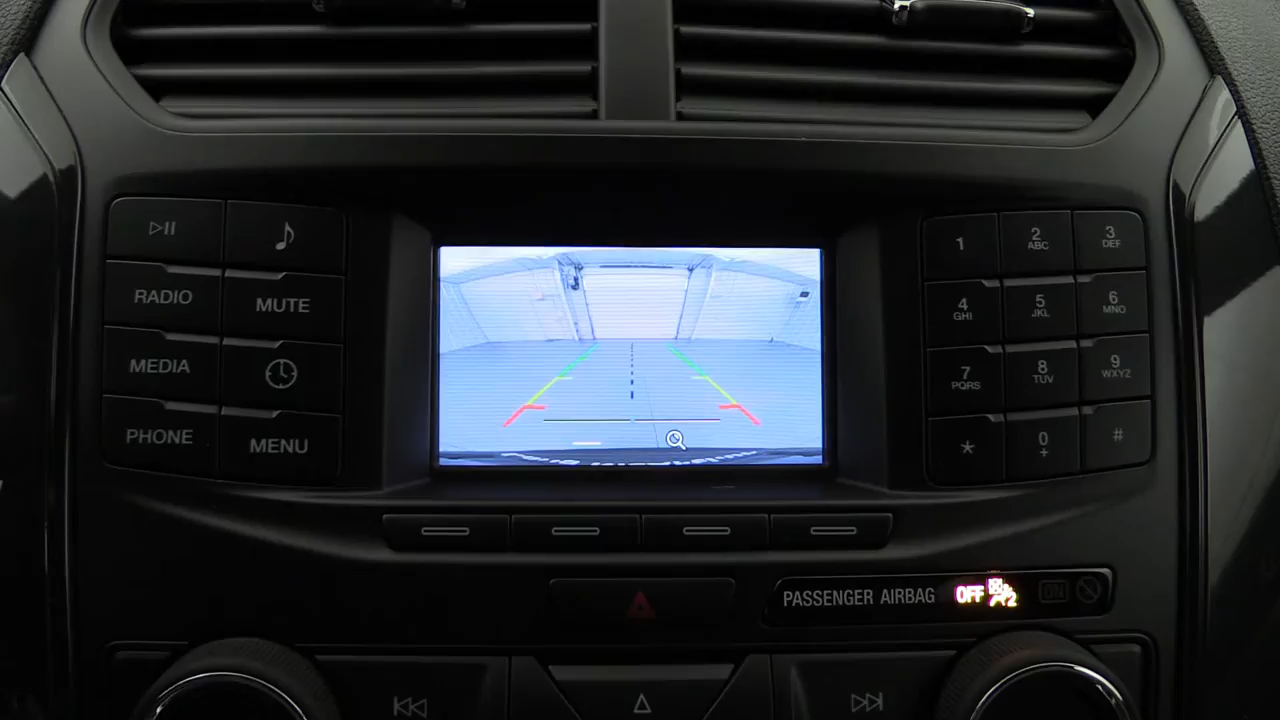 RADIO
MUTE
MEDIA
PHONE
MENU
1
2
ABC
3
DEF
4
GHI
5
JKL
6
MNO
7
PQRS
8
TUV
9
WXYZ
*
0
+
#
PASSENGER AIRBAG OFF 2 ON